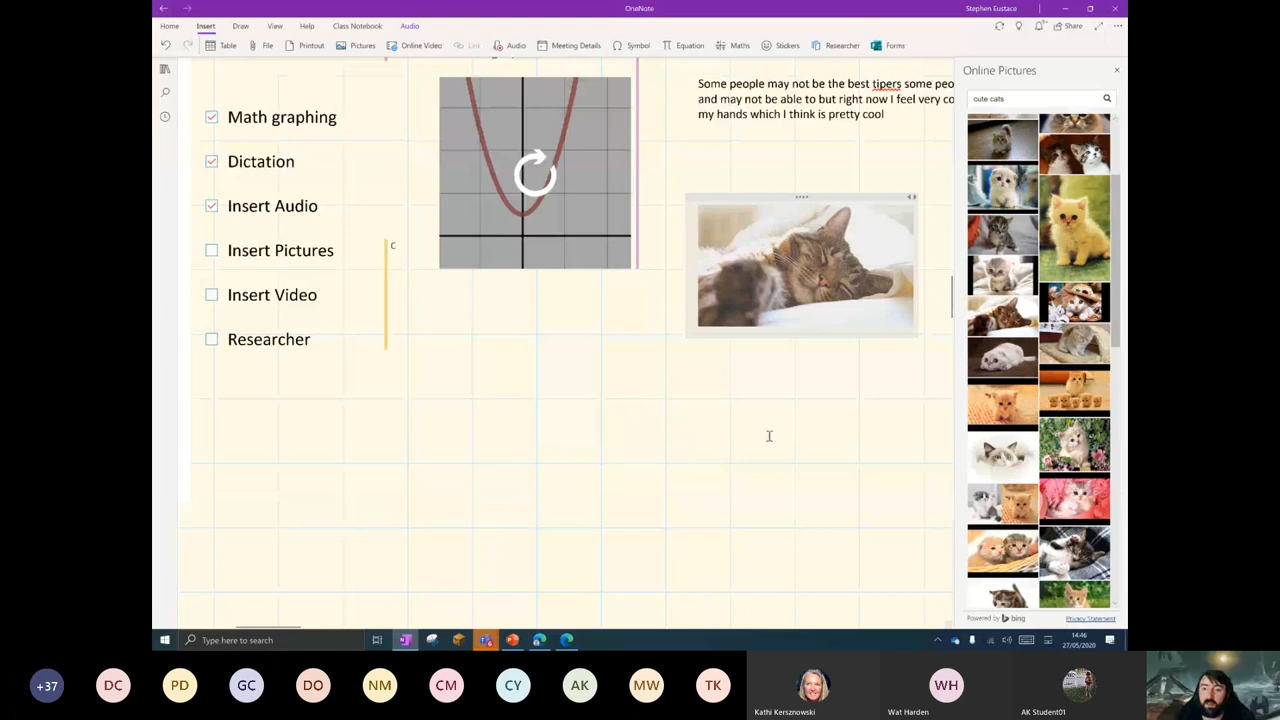 OneNote
Stephen Eustace
Home Insert Draw View Help Class Notebook Audio
Share
Table File Printout Pictures Online Video Link Audio Meeting Details Symbol Equation Maths Stickers Researcher Forms
Online Pictures
cute cats
Some people may not be the best tipers some peo
and may not be able to but right now I feel very co
my hands which I think is pretty cool
Math graphing
Dictation
Insert Audio
Insert Pictures
C
Insert Video
Researcher
Powered by bing
Privacy Statement
Type here to search
14:46
27/05/2020
+37 DC PD GC DO NM CM CY AK MW TK WH
Kathi Kersznowski
Wat Harden
AK Student01